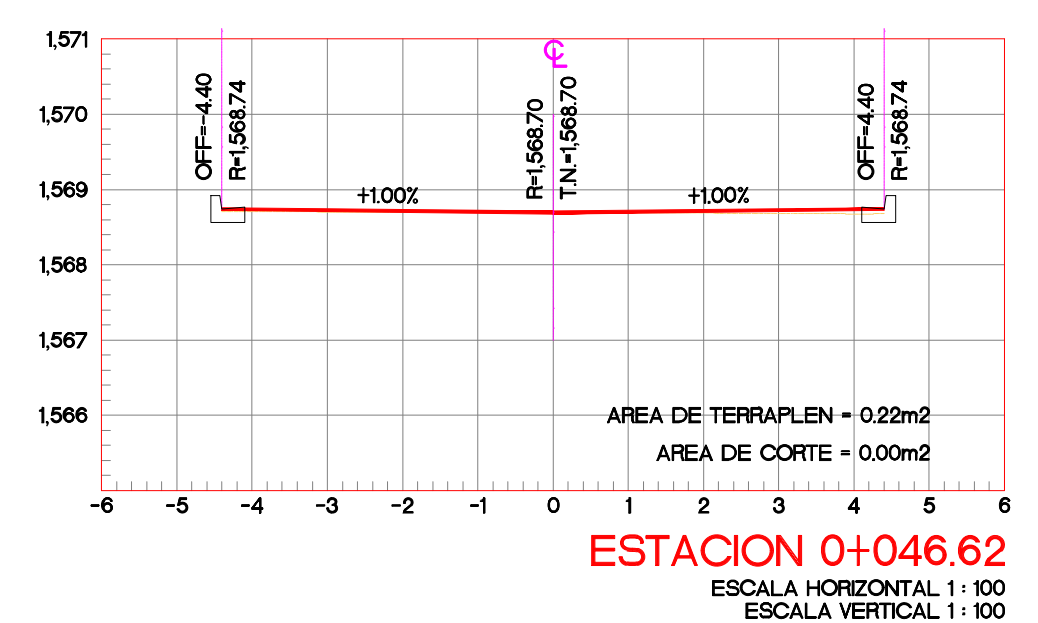 1,571
1,570
1,569
1,568
1,567
1,566
OFF=-4.40
R=1,568.74
℄
R=1,568.70
T.N.=1,568.70
OFF=4.40
R=1,568.74
+1.00%
+1.00%
AREA DE TERRAPLEN = 0.22m2
AREA DE CORTE = 0.00m2
-6 -5 -4 -3 -2 -1 0 1 2 3 4 5 6
ESTACION 0+046.62
ESCALA HORIZONTAL 1 : 100
ESCALA VERTICAL 1 : 100